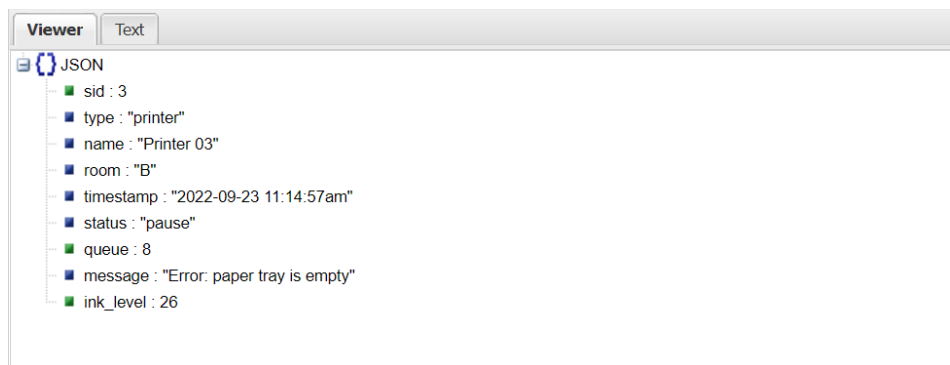 Viewer Text
{} JSON
sid : 3
type : "printer"
name : "Printer 03"
room : "B"
timestamp : "2022-09-23 11:14:57am"
status : "pause"
queue : 8
message : "Error: paper tray is empty"
ink_level : 26